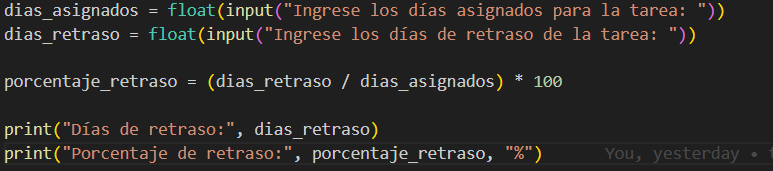 dias_asignados = float(input("Ingrese los días asignados para la tarea: "))
dias_retraso = float(input("Ingrese los días de retraso de la tarea: "))
porcentaje_retraso = (dias_retraso / dias_asignados) * 100
print("Días de retraso:", dias_retraso)
print("Porcentaje de retraso:", porcentaje_retraso, "%") You, yesterday •